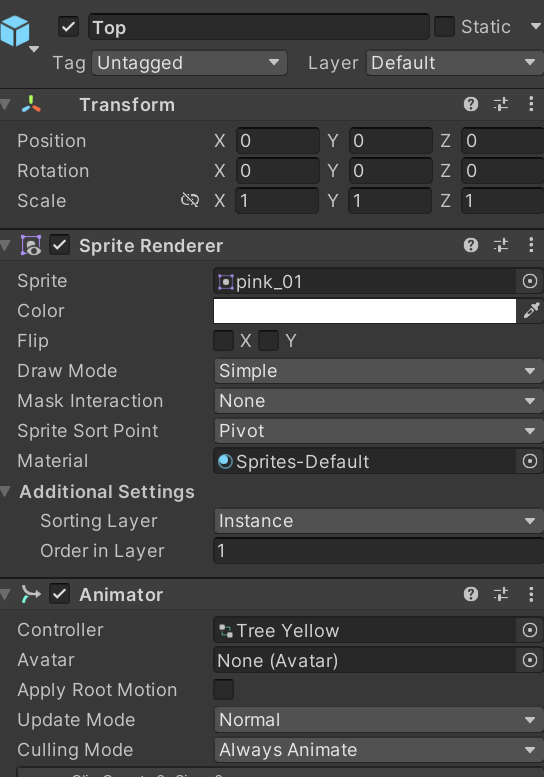 Top Static
Tag Untagged Layer Default
Transform
Position X 0 Y 0 Z 0
Rotation X 0 Y 0 Z 0
Scale X 1 Y 1 Z 1
Sprite Renderer
Sprite pink_01
Color
Flip X Y
Draw Mode Simple
Mask Interaction None
Sprite Sort Point Pivot
Material Sprites-Default
Additional Settings
Sorting Layer Instance
Order in Layer 1
Animator
Controller Tree Yellow
Avatar None (Avatar)
Apply Root Motion
Update Mode Normal
Culling Mode Always Animate